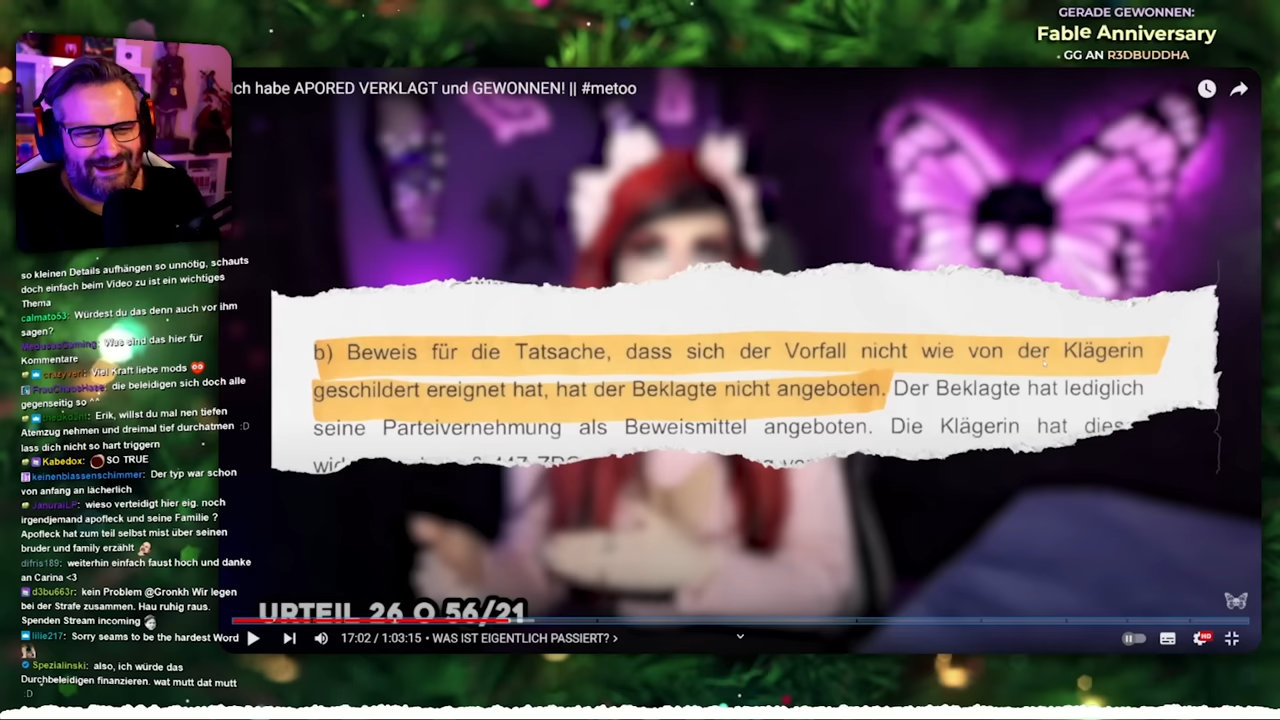 GERADE GEWONNEN:
Fable Anniversary
GG AN R3DBUDDHA
ch habe APORED VERKLAGT und GEWONNEN! || #metoo
b) Beweis für die Tatsache, dass sich der Vorfall nicht wie von der Klägerin
geschildert ereignet hat, hat der Beklagte nicht angeboten. Der Beklagte hat lediglich
seine Parteivernehmung als Beweismittel angeboten. Die Klägerin hat dies
URTEIL 26 O 56/21
17:02 / 1:03:15 • WAS IST EIGENTLICH PASSIERT? ›
HD
so kleinen Details aufhängen so unnötig, schauts
doch einfach beim Video zu ist ein wichtiges
Thema
calmato53: Würdest du das denn auch vor ihm
sagen?
Was sind das hier für
Kommentare
crazyven: Viel Kraft liebe mods
FrauChaosHase: die beleidigen sich doch alle
gegenseitig so ^^
Erik, willst du mal nen tiefen
Atemzug nehmen und dreimal tief durchatmen :D
lass dich nicht so hart triggern
Kabedox: SO TRUE
keinenblassenschimmer: Der typ war schon
von anfang an lächerlich
JanuraiLP: wieso verteidigt hier eig. noch
irgendjemand apofleck und seine Familie ?
Apofleck hat zum teil selbst mist über seinen
bruder und family erzählt
difris189: weiterhin einfach faust hoch und danke
an Carina <3
d3bu663r: kein Problem @Gronkh Wir legen
bei der Strafe zusammen. Hau ruhig raus.
Spenden Stream incoming
lilie217: Sorry seems to be the hardest Word
Spezialinski: also, ich würde das
Durchbeleidigen finanzieren. wat mutt dat mutt
:D